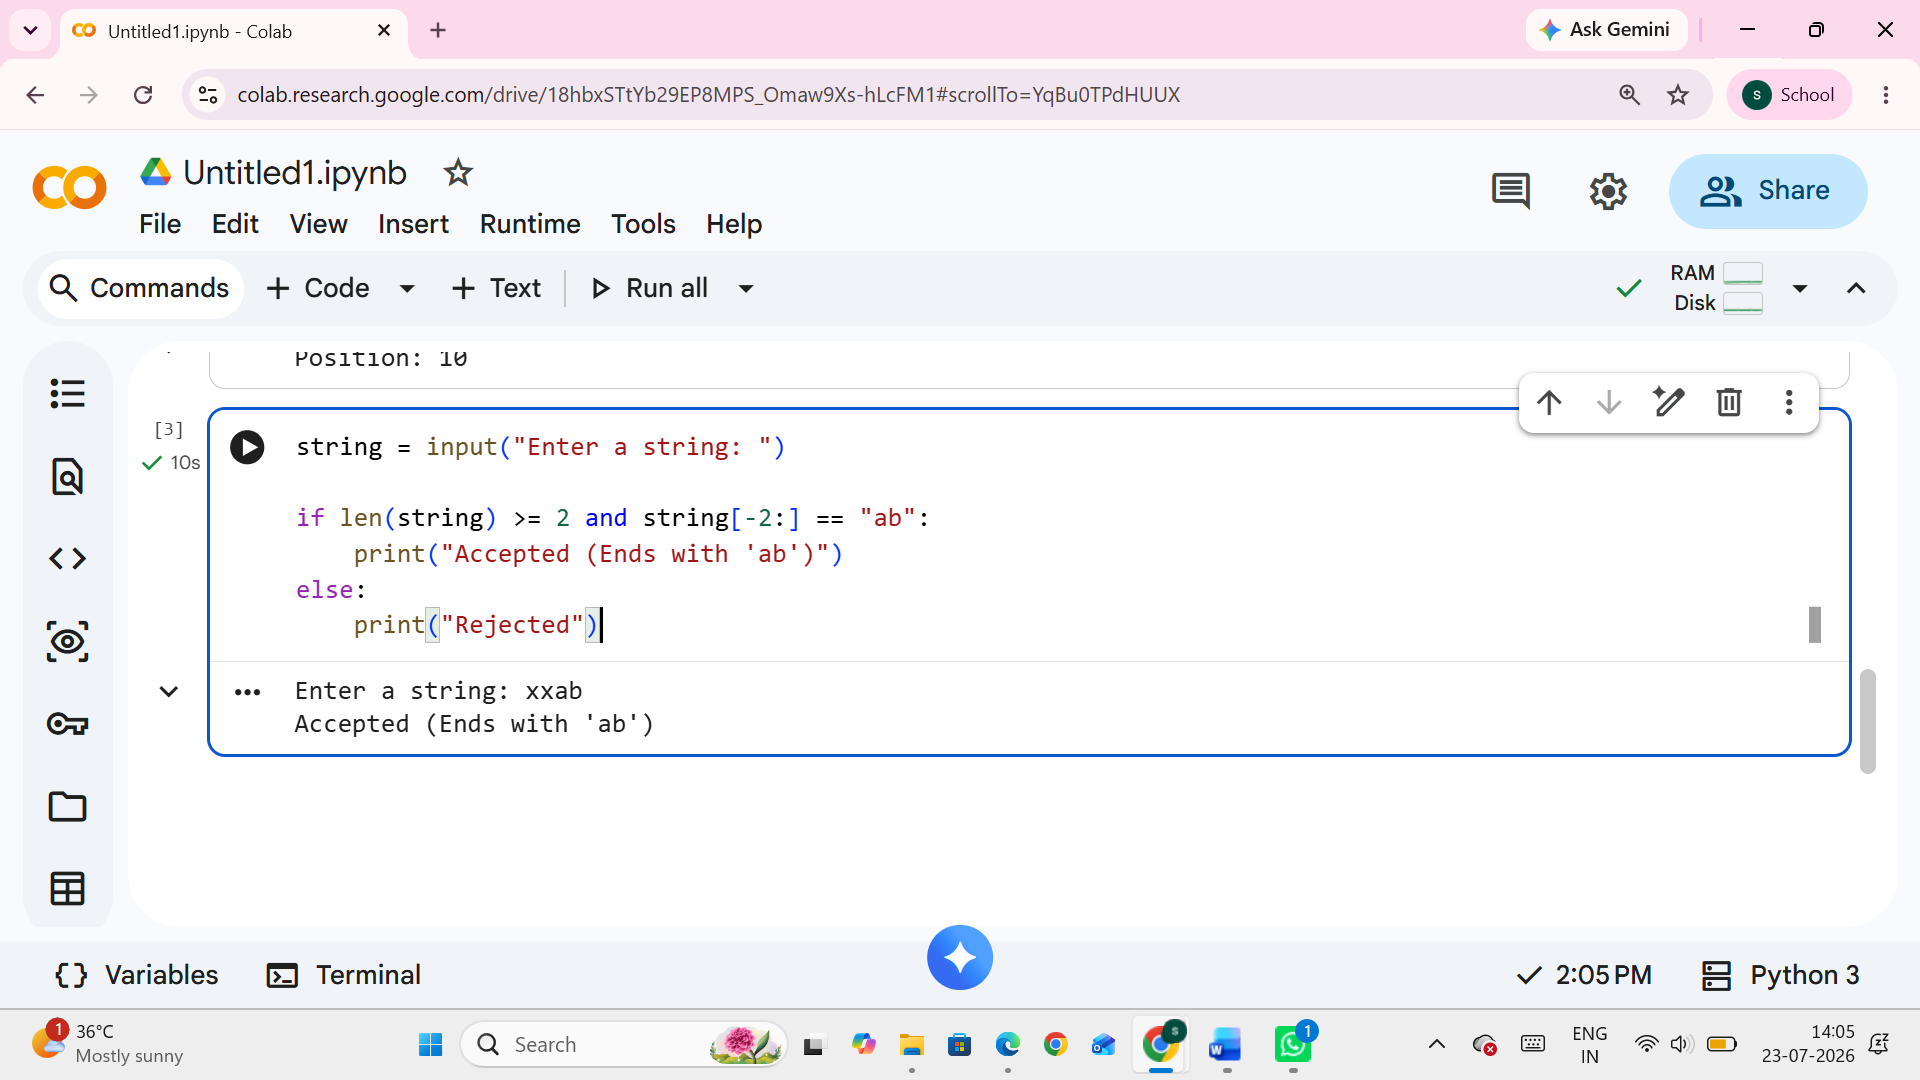 Untitled1.ipynb - Colab
Ask Gemini
colab.research.google.com/drive/18hbxSTtYb29EP8MPS_Omaw9Xs-hLcFM1#scrollTo=YqBu0TPdHUUX
S School
Untitled1.ipynb
File Edit View Insert Runtime Tools Help
Share
Commands + Code + Text Run all
RAM
Disk
Position: 10
[3]
10s
string = input("Enter a string: ")
if len(string) >= 2 and string[-2:] == "ab":
print("Accepted (Ends with 'ab')")
else:
print("Rejected")
Enter a string: xxab
Accepted (Ends with 'ab')
Variables Terminal
2:05 PM Python 3
1
36°C
Mostly sunny
Search
S
W
1
ENG
IN
14:05
23-07-2026